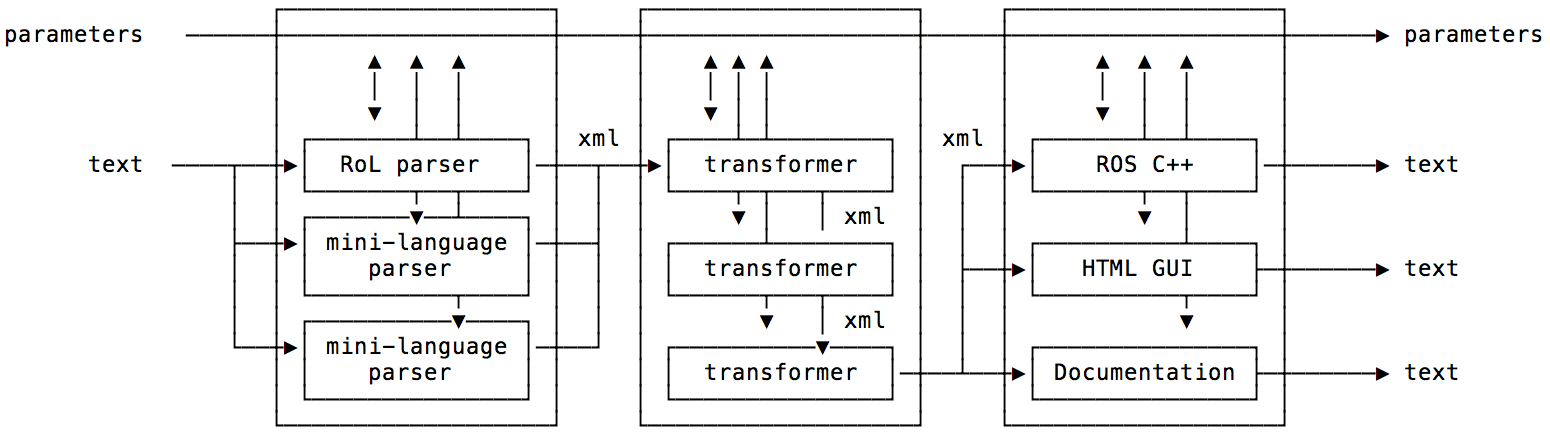 parameters
parameters
xml
xml
text
RoL parser
transformer
ROS C++
text
xml
mini-language
parser
transformer
HTML GUI
text
xml
mini-language
parser
transformer
Documentation
text